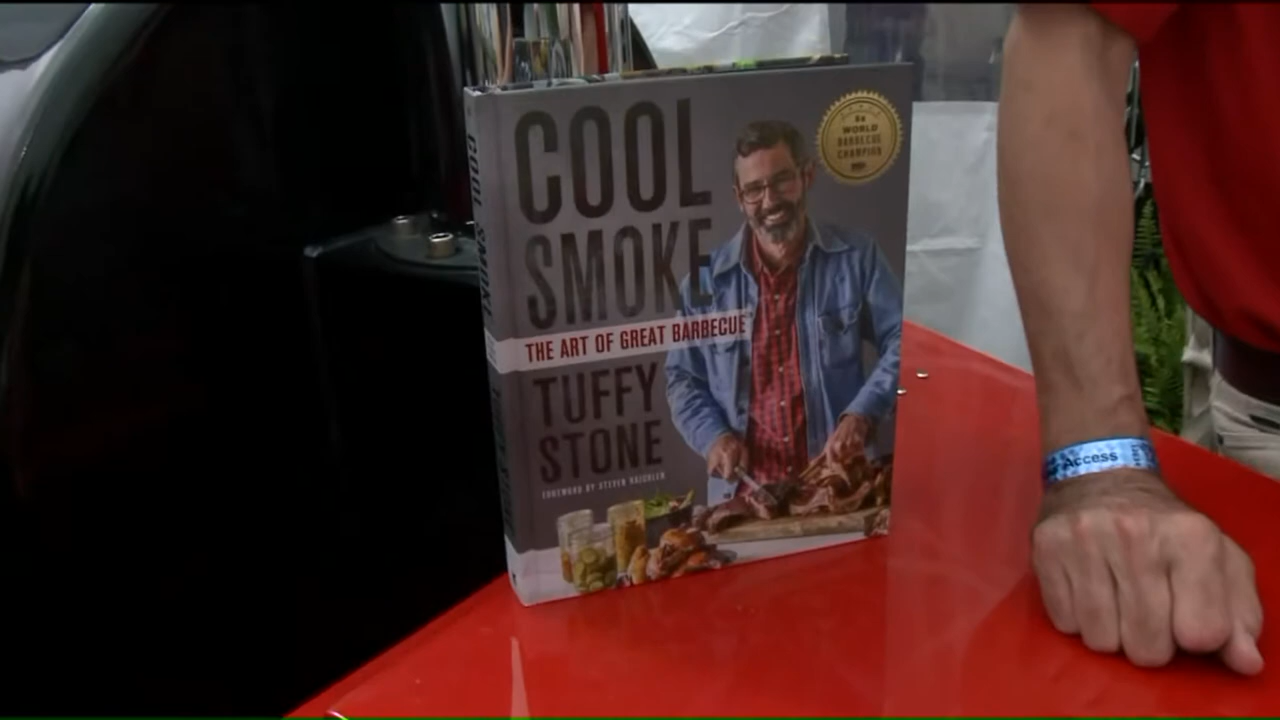 COOL
SMOKE
THE ART OF GREAT BARBECUE
TUFFY
STONE
FOREWORD BY STEVEN RAICHLEN
WORLD
BARBECUE
CHAMPION
COOL SMOKE
Access